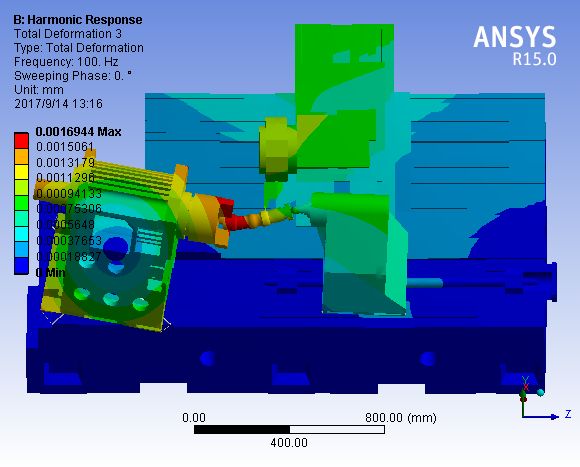 B: Harmonic Response
Total Deformation 3
Type: Total Deformation
Frequency: 100. Hz
Sweeping Phase: 0. °
Unit: mm
2017/9/14 13:16
ANSYS
R15.0
0.0016944 Max
0.0015061
0.0013179
0.0011296
0.00094133
0.00075306
0.0005648
0.00037653
0.00018827
0 Min
0.00
800.00 (mm)
400.00
Y
X
Z